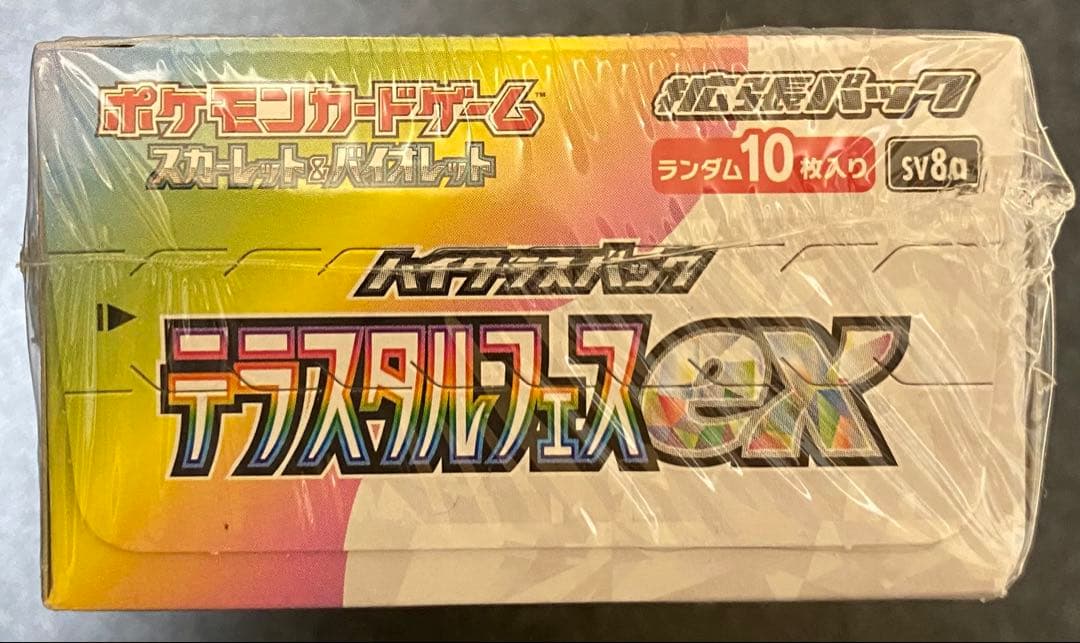 ポケモンカードゲーム™
スカーレット&バイオレット
拡張パック
ランダム10枚入り
sv8a
ハイクラスパック
テラスタルフェスex